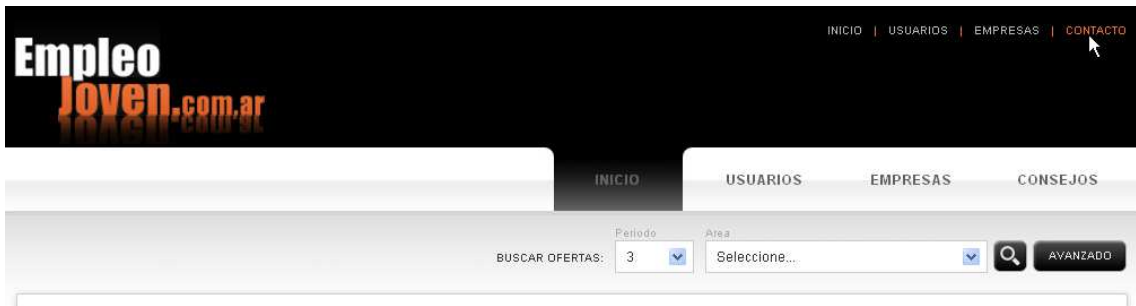 INICIO | USUARIOS | EMPRESAS | CONTACTO
Empleo
Joven.com.ar
INICIO USUARIOS EMPRESAS CONSEJOS
Periodo Area
BUSCAR OFERTAS: 3 Seleccione... AVANZADO